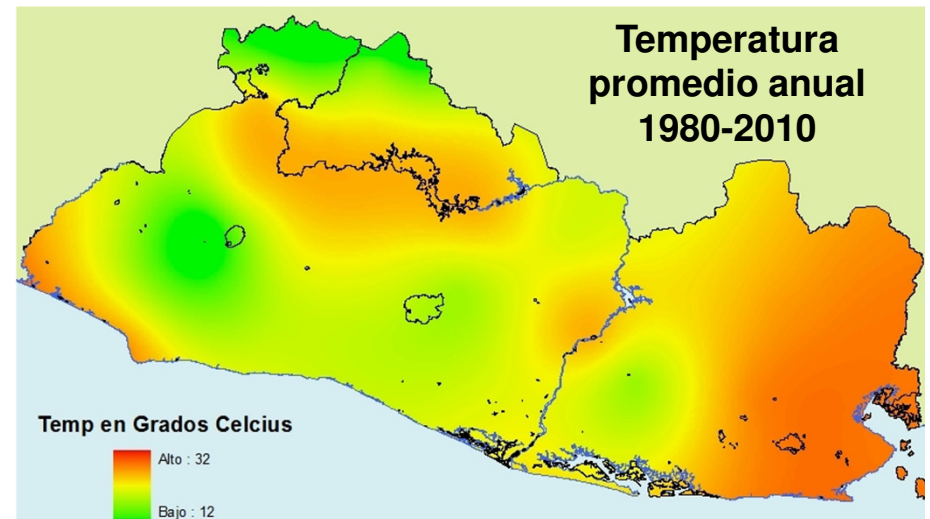 Temperatura
promedio anual
1980-2010
Temp en Grados Celcius
Alto : 32
Bajo : 12